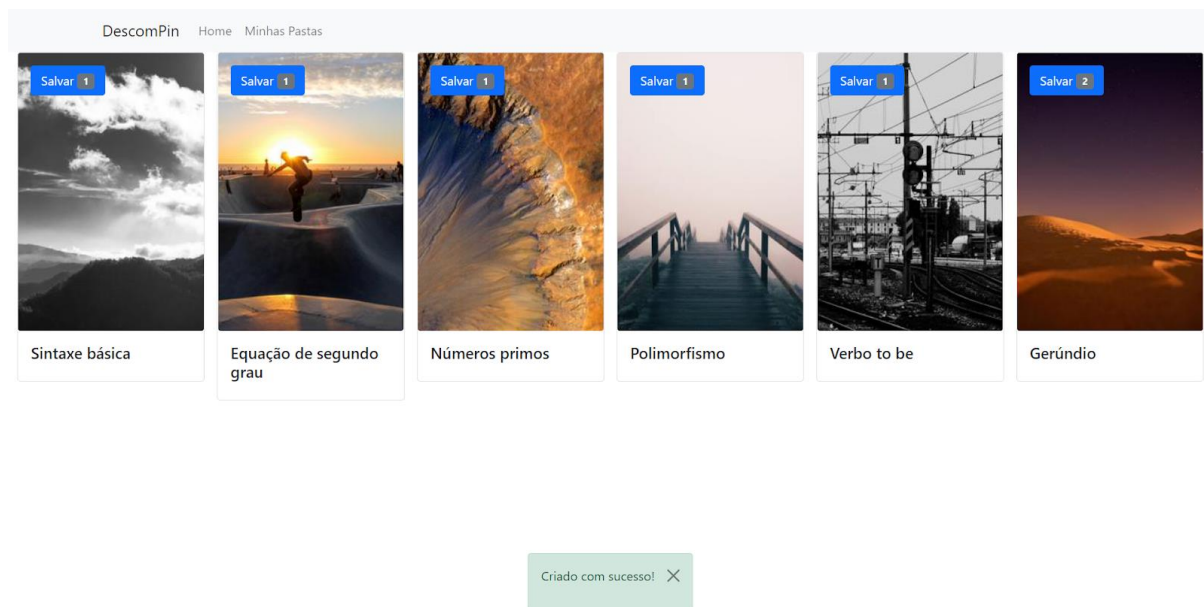 DescomPin Home Minhas Pastas
Salvar 1
Salvar 1
Salvar 1
Salvar 1
Salvar 1
Salvar 2
Sintaxe básica
Equação de segundo
grau
Números primos
Polimorfismo
Verbo to be
Gerúndio
Criado com sucesso!